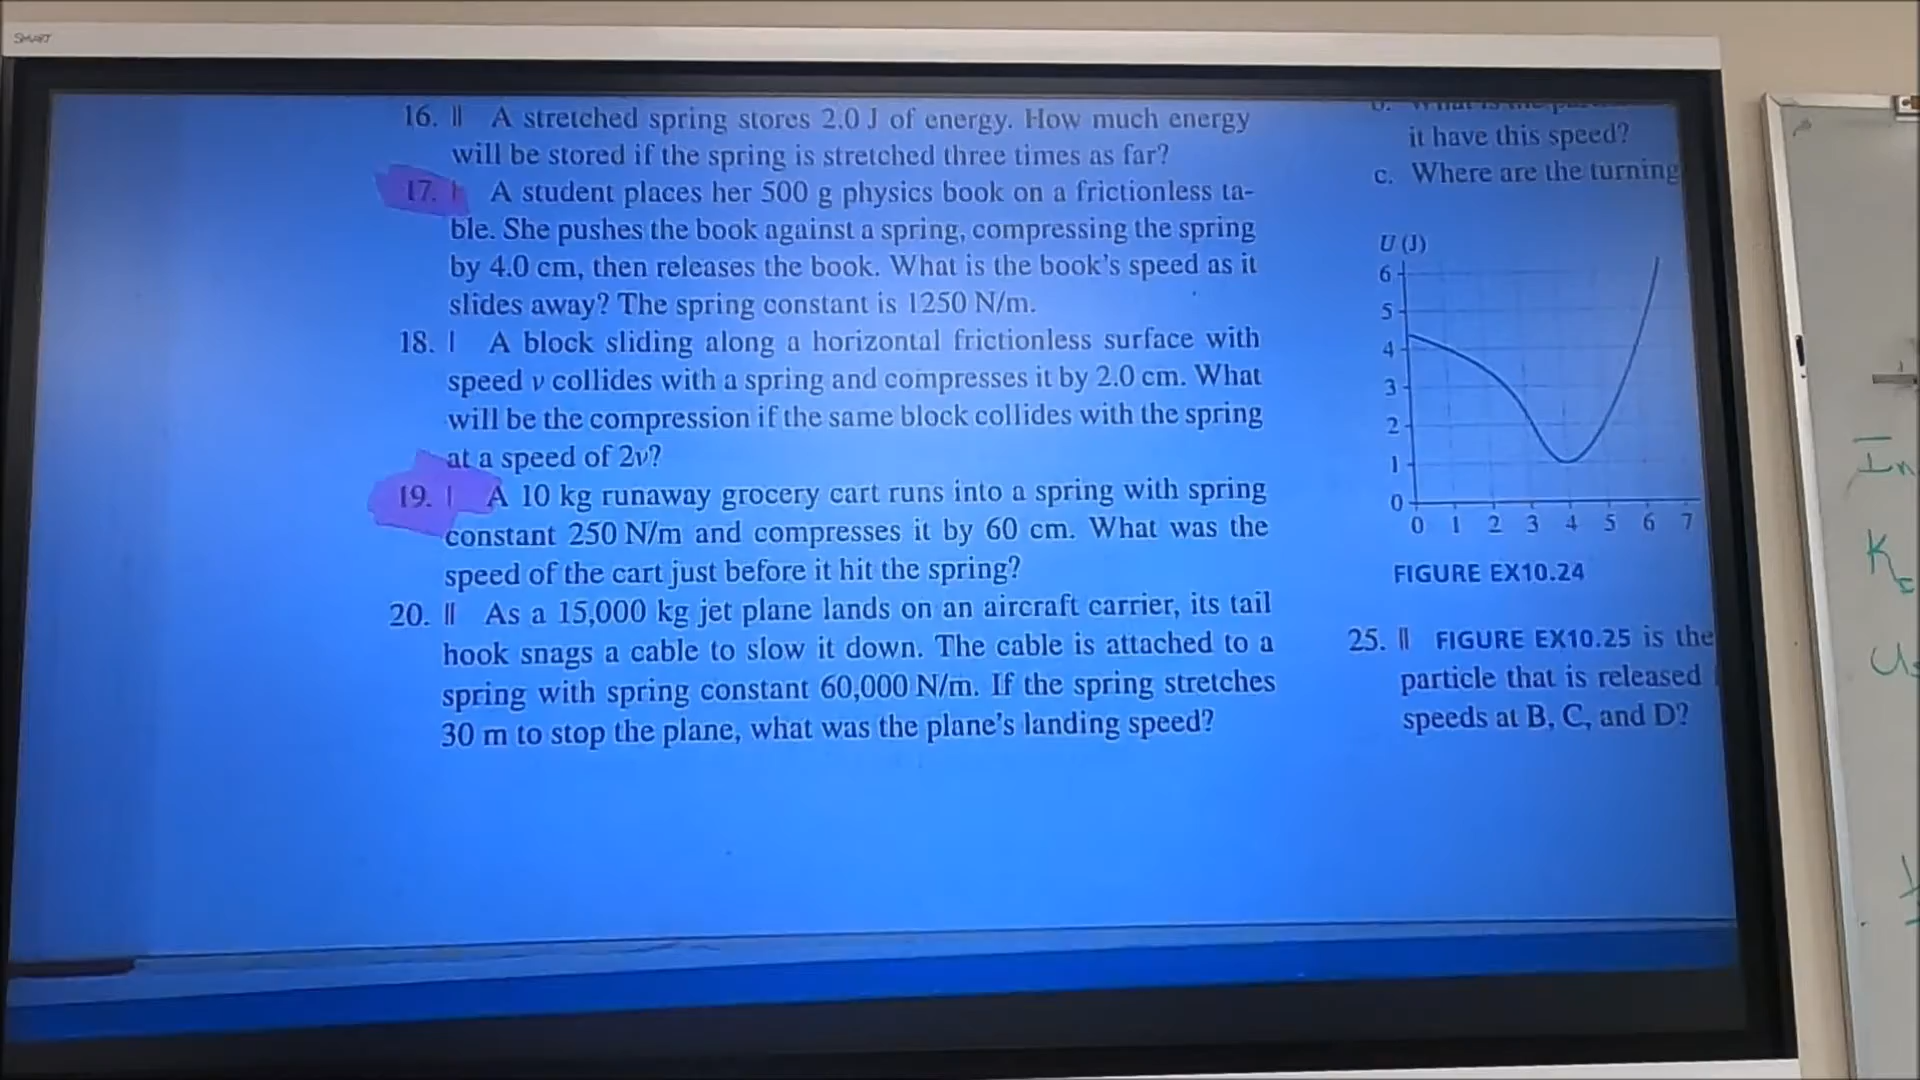 SMART
16. || A stretched spring stores 2.0 J of energy. How much energy
will be stored if the spring is stretched three times as far?
17. | A student places her 500 g physics book on a frictionless ta-
ble. She pushes the book against a spring, compressing the spring
by 4.0 cm, then releases the book. What is the book's speed as it
slides away? The spring constant is 1250 N/m.
18. | A block sliding along a horizontal frictionless surface with
speed v collides with a spring and compresses it by 2.0 cm. What
will be the compression if the same block collides with the spring
at a speed of 2v?
19. | A 10 kg runaway grocery cart runs into a spring with spring
constant 250 N/m and compresses it by 60 cm. What was the
speed of the cart just before it hit the spring?
20. || As a 15,000 kg jet plane lands on an aircraft carrier, its tail
hook snags a cable to slow it down. The cable is attached to a
spring with spring constant 60,000 N/m. If the spring stretches
30 m to stop the plane, what was the plane's landing speed?
it have this speed?
c. Where are the turning
U (J)
6
5
4
3
2
1
0
0 1 2 3 4 5 6 7
FIGURE EX10.24
25. || FIGURE EX10.25 is the
particle that is released
speeds at B, C, and D?
In
K
U